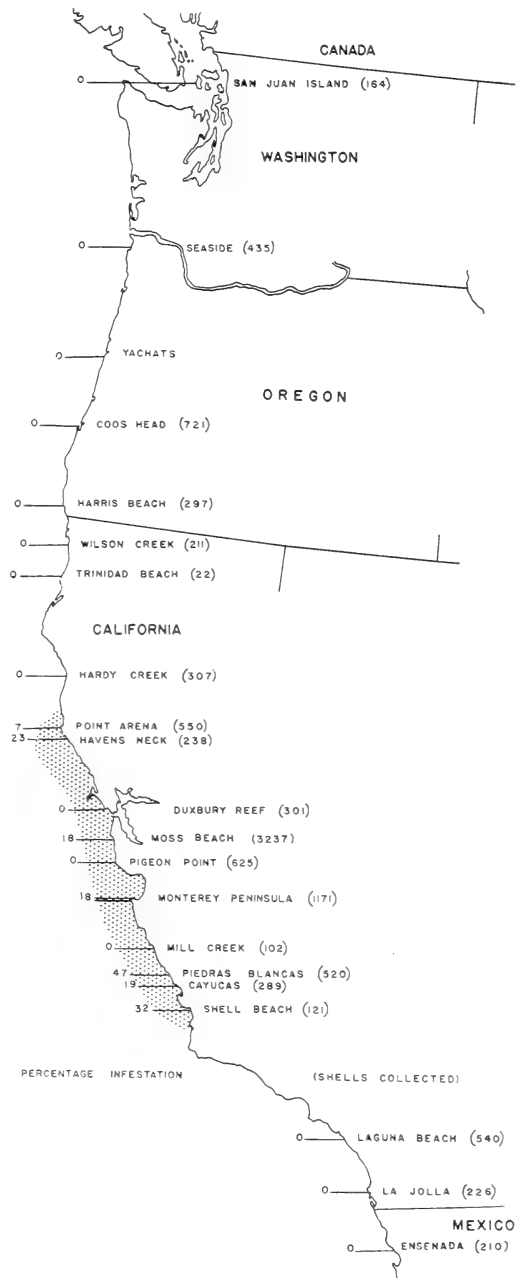 CANADA
0 SAN JUAN ISLAND (164)
WASHINGTON
0 SEASIDE (435)
0 YACHATS
OREGON
0 COOS HEAD (721)
0 HARRIS BEACH (297)
0 WILSON CREEK (211)
0 TRINIDAD BEACH (22)
CALIFORNIA
0 HARDY CREEK (307)
7 POINT ARENA (550)
23 HAVENS NECK (238)
0 DUXBURY REEF (301)
18 MOSS BEACH (3237)
0 PIGEON POINT (625)
18 MONTEREY PENINSULA (1171)
0 MILL CREEK (102)
47 PIEDRAS BLANCAS (520)
19 CAYUCAS (289)
32 SHELL BEACH (121)
PERCENTAGE INFESTATION (SHELLS COLLECTED)
0 LAGUNA BEACH (540)
0 LA JOLLA (226)
MEXICO
0 ENSENADA (210)